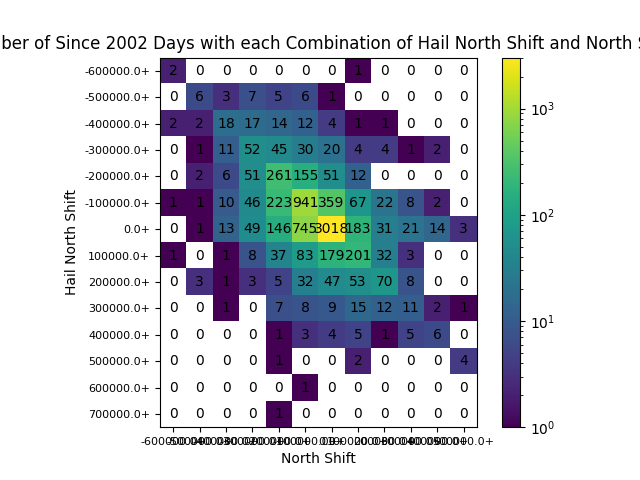 ber of Since 2002 Days with each Combination of Hail North Shift and North S
-600000.0+ 2 0 0 0 0 0 0 1 0 0 0 0
-500000.0+ 0 6 3 7 5 6 1 0 0 0 0 0
-400000.0+ 2 2 18 17 14 12 4 1 1 0 0 0
-300000.0+ 0 1 11 52 45 30 20 4 4 1 2 0
-200000.0+ 0 2 6 51 261 155 51 12 0 0 0 0
-100000.0+ 1 1 10 46 223 941 359 67 22 8 2 0
0.0+ 0 1 13 49 146 745 3018 183 31 21 14 3
100000.0+ 1 0 1 8 37 83 179 201 32 3 0 0
200000.0+ 0 3 1 3 5 32 47 53 70 8 0 0
300000.0+ 0 0 1 0 7 8 9 15 12 11 2 1
400000.0+ 0 0 0 0 1 3 4 5 1 5 6 0
500000.0+ 0 0 0 0 1 0 0 2 0 0 0 4
600000.0+ 0 0 0 0 0 1 0 0 0 0 0 0
700000.0+ 0 0 0 0 1 0 0 0 0 0 0 0
Hail North Shift
North Shift
10³
10²
10¹
10⁰